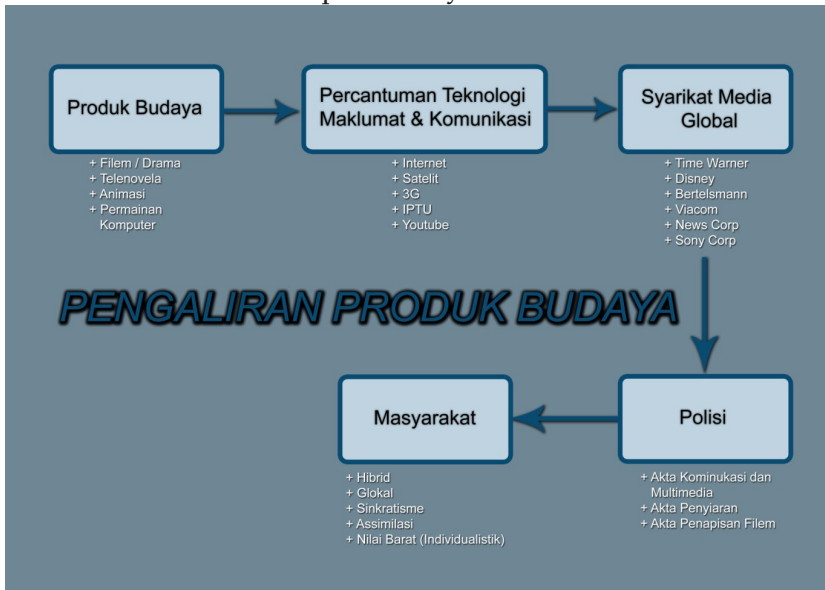 Produk Budaya
+ Filem / Drama
+ Telenovela
+ Animasi
+ Permainan
Komputer
Percantuman Teknologi
Maklumat & Komunikasi
+ Internet
+ Satelit
+ 3G
+ IPTU
+ Youtube
Syarikat Media
Global
+ Time Warner
+ Disney
+ Bertelsmann
+ Viacom
+ News Corp
+ Sony Corp
PENGALIRAN PRODUK BUDAYA
Polisi
+ Akta Kominukasi dan
Multimedia
+ Akta Penyiaran
+ Akta Penapisan Filem
Masyarakat
+ Hibrid
+ Glokal
+ Sinkratisme
+ Assimilasi
+ Nilai Barat (Individualistik)